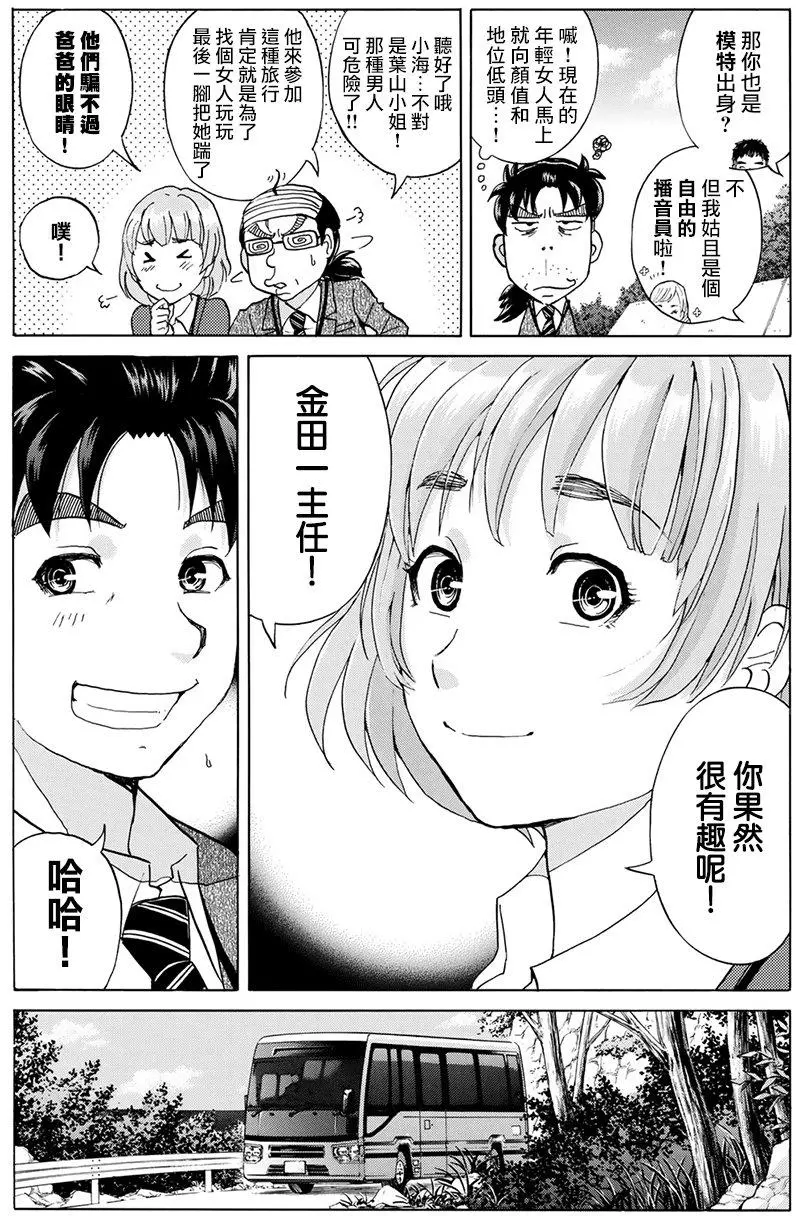 那你也是
模特出身?
不
但我姑且是個
自由的
播音員啦!
嘁!現在的
年輕女人馬上
就向顏值和
地位低頭…!
聽好了哦
小海…不對
是葉山小姐!
那種男人
可危險了!!
他來參加
這種旅行
肯定就是為了
找個女人玩玩
最後一腳把她踹了
他們騙不過
爸爸的眼睛!
噗!
金田一主任!
你果然
很有趣呢!
哈哈!